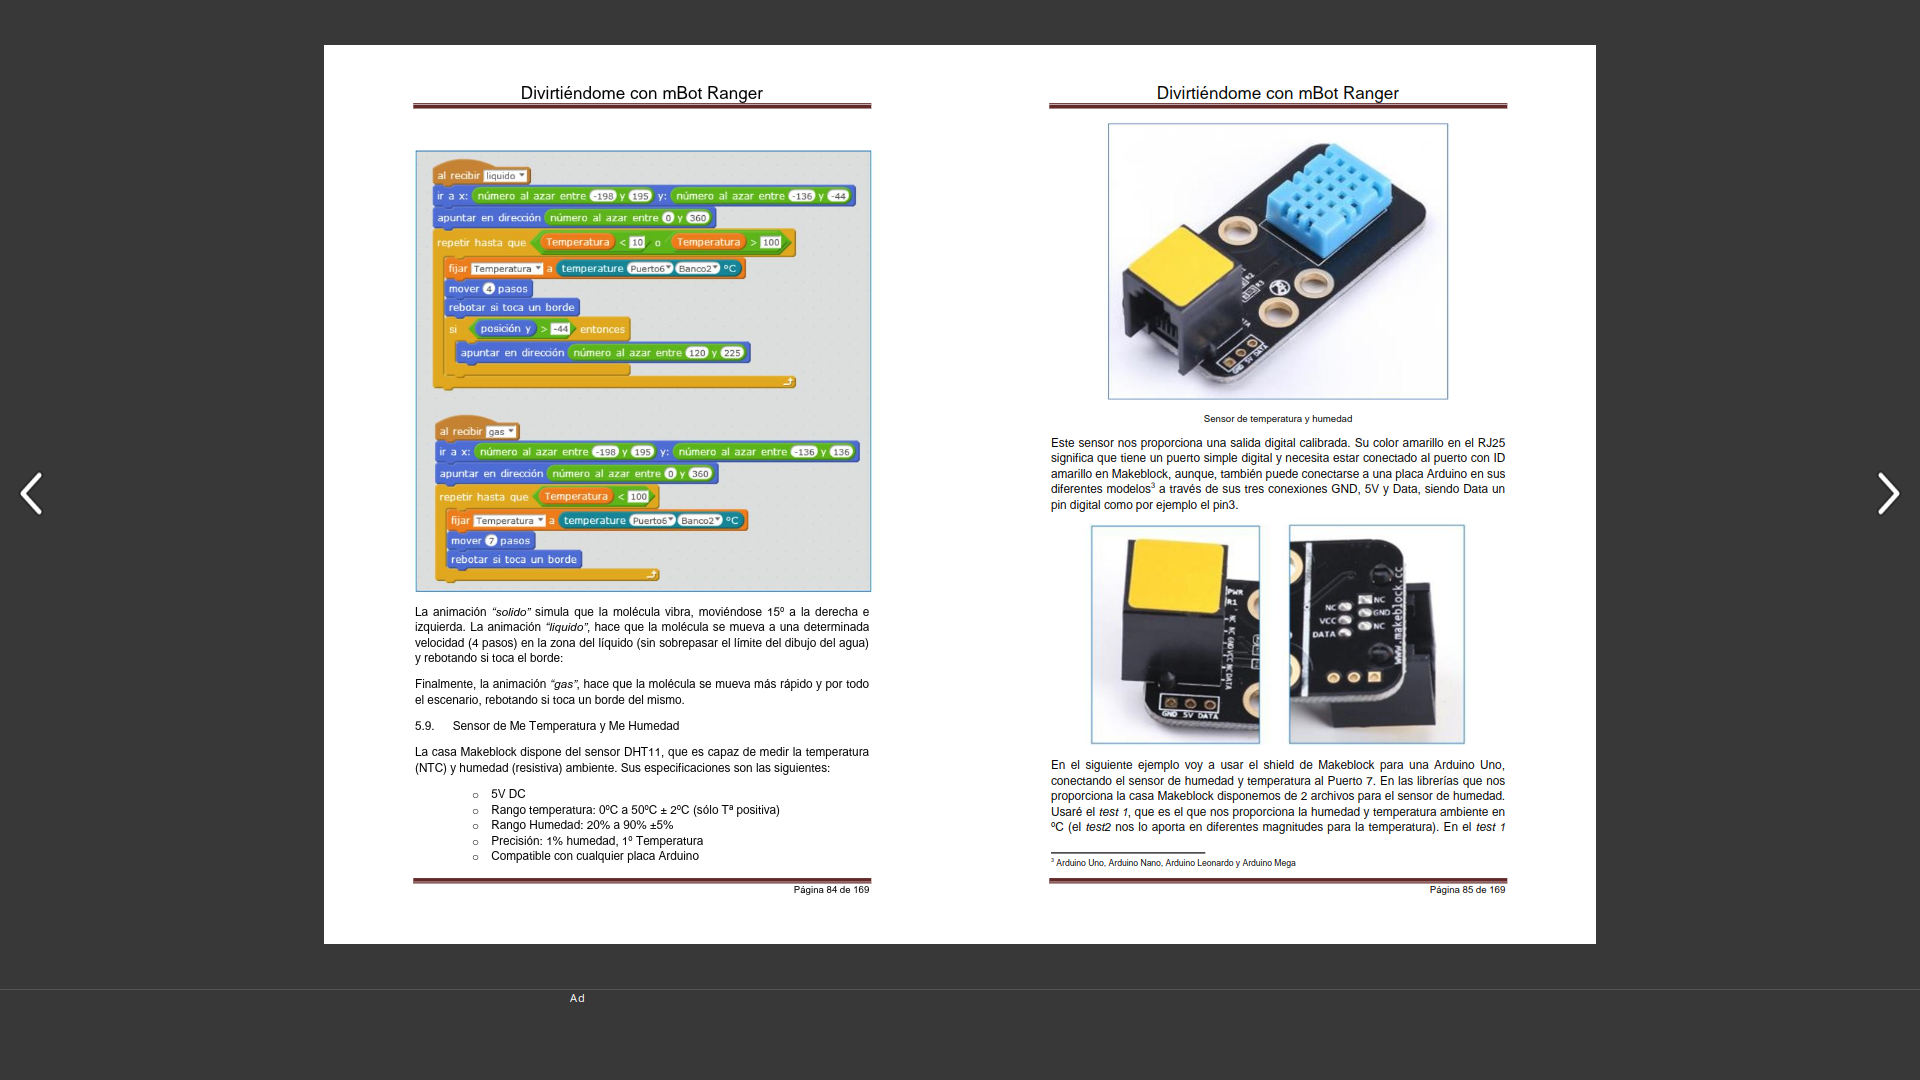 Divirtiéndome con mBot Ranger
al recibir liquido
ir a x: número al azar entre -198 y 195 y: número al azar entre -136 y -44
apuntar en dirección número al azar entre 0 y 360
repetir hasta que Temperatura < 10 o Temperatura > 100
fijar Temperatura a temperature Puerto6 Banco2 ºC
mover 4 pasos
rebotar si toca un borde
si posición y > -44 entonces
apuntar en dirección número al azar entre 120 y 225
al recibir gas
ir a x: número al azar entre -198 y 195 y: número al azar entre -136 y 136
apuntar en dirección número al azar entre 0 y 360
repetir hasta que Temperatura < 100
fijar Temperatura a temperature Puerto6 Banco2 ºC
mover 7 pasos
rebotar si toca un borde
La animación “solido” simula que la molécula vibra, moviéndose 15º a la derecha e
izquierda. La animación “liquido”, hace que la molécula se mueva a una determinada
velocidad (4 pasos) en la zona del líquido (sin sobrepasar el límite del dibujo del agua)
y rebotando si toca el borde:
Finalmente, la animación “gas”, hace que la molécula se mueva más rápido y por todo
el escenario, rebotando si toca un borde del mismo.
5.9. Sensor de Me Temperatura y Me Humedad
La casa Makeblock dispone del sensor DHT11, que es capaz de medir la temperatura
(NTC) y humedad (resistiva) ambiente. Sus especificaciones son las siguientes:
o 5V DC
o Rango temperatura: 0ºC a 50ºC ± 2ºC (sólo Tª positiva)
o Rango Humedad: 20% a 90% ±5%
o Precisión: 1% humedad, 1º Temperatura
o Compatible con cualquier placa Arduino
Página 84 de 169
Divirtiéndome con mBot Ranger
GND 5V DATA
Sensor de temperatura y humedad
Este sensor nos proporciona una salida digital calibrada. Su color amarillo en el RJ25
significa que tiene un puerto simple digital y necesita estar conectado al puerto con ID
amarillo en Makeblock, aunque, también puede conectarse a una placa Arduino en sus
diferentes modelos3 a través de sus tres conexiones GND, 5V y Data, siendo Data un
pin digital como por ejemplo el pin3.
PWR
R1
NC NC GND VCC NC DATA
GND 5V DATA
NC NC
VCC GND
DATA NC
www.makeblock.cc
En el siguiente ejemplo voy a usar el shield de Makeblock para una Arduino Uno,
conectando el sensor de humedad y temperatura al Puerto 7. En las librerías que nos
proporciona la casa Makeblock disponemos de 2 archivos para el sensor de humedad.
Usaré el test 1, que es el que nos proporciona la humedad y temperatura ambiente en
ºC (el test2 nos lo aporta en diferentes magnitudes para la temperatura). En el test 1
3 Arduino Uno, Arduino Nano, Arduino Leonardo y Arduino Mega
Página 85 de 169
Ad